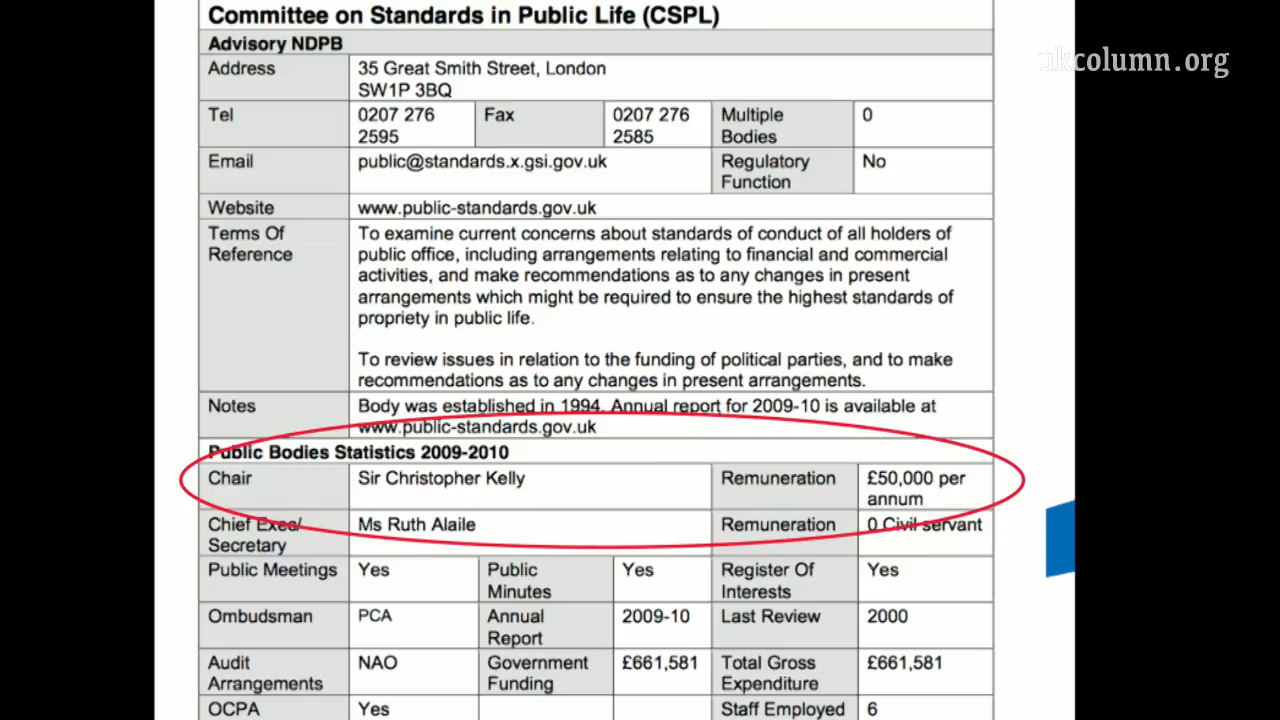 Committee on Standards in Public Life (CSPL)
ukcolumn.org
Advisory NDPB
Address
35 Great Smith Street, London
SW1P 3BQ
Tel
0207 276
2595
Fax
0207 276
2585
Multiple
Bodies
0
Email
public@standards.x.gsi.gov.uk
Regulatory
Function
No
Website
www.public-standards.gov.uk
Terms Of
Reference
To examine current concerns about standards of conduct of all holders of
public office, including arrangements relating to financial and commercial
activities, and make recommendations as to any changes in present
arrangements which might be required to ensure the highest standards of
propriety in public life.
To review issues in relation to the funding of political parties, and to make
recommendations as to any changes in present arrangements.
Notes
Body was established in 1994. Annual report for 2009-10 is available at
www.public-standards.gov.uk
Public Bodies Statistics 2009-2010
Chair
Sir Christopher Kelly
Remuneration
£50,000 per
annum
Chief Exec/
Secretary
Ms Ruth Alaile
Remuneration
0 Civil servant
Public Meetings
Yes
Public
Minutes
Yes
Register Of
Interests
Yes
Ombudsman
PCA
Annual
Report
2009-10
Last Review
2000
Audit
Arrangements
NAO
Government
Funding
£661,581
Total Gross
Expenditure
£661,581
OCPA
Yes
Staff Employed
6